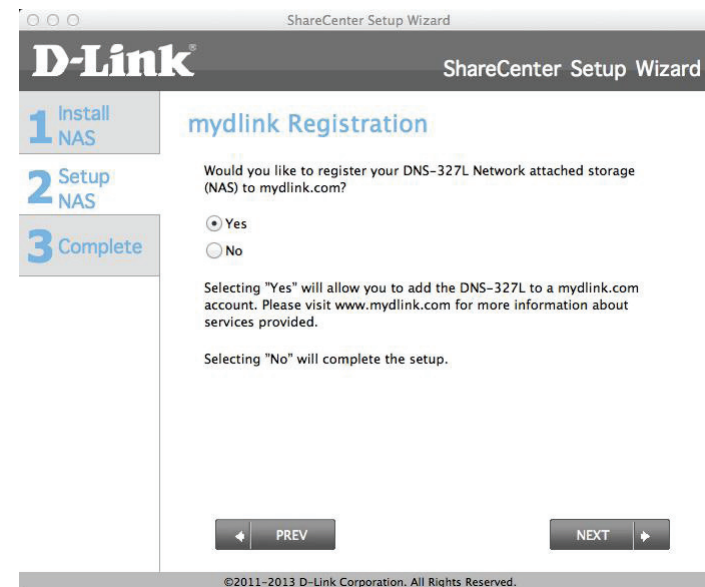 ShareCenter Setup Wizard
D-Link®
ShareCenter Setup Wizard
1 Install
NAS
2 Setup
NAS
3 Complete
mydlink Registration
Would you like to register your DNS-327L Network attached storage
(NAS) to mydlink.com?
Yes
No
Selecting "Yes" will allow you to add the DNS-327L to a mydlink.com
account. Please visit www.mydlink.com for more information about
services provided.
Selecting "No" will complete the setup.
PREV
NEXT
©2011-2013 D-Link Corporation. All Rights Reserved.